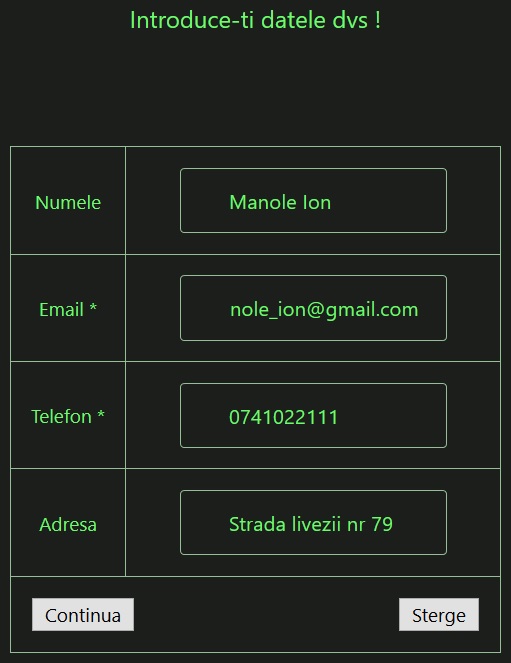 Introduce-ti datele dvs !
Numele Manole Ion
Email * nole_ion@gmail.com
Telefon * 0741022111
Adresa Strada livezii nr 79
Continua Sterge